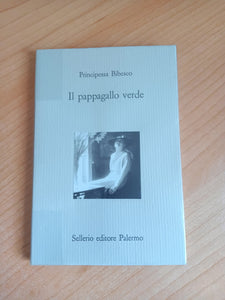 Principessa Bibesco
Il pappagallo verde
Sellerio editore Palermo